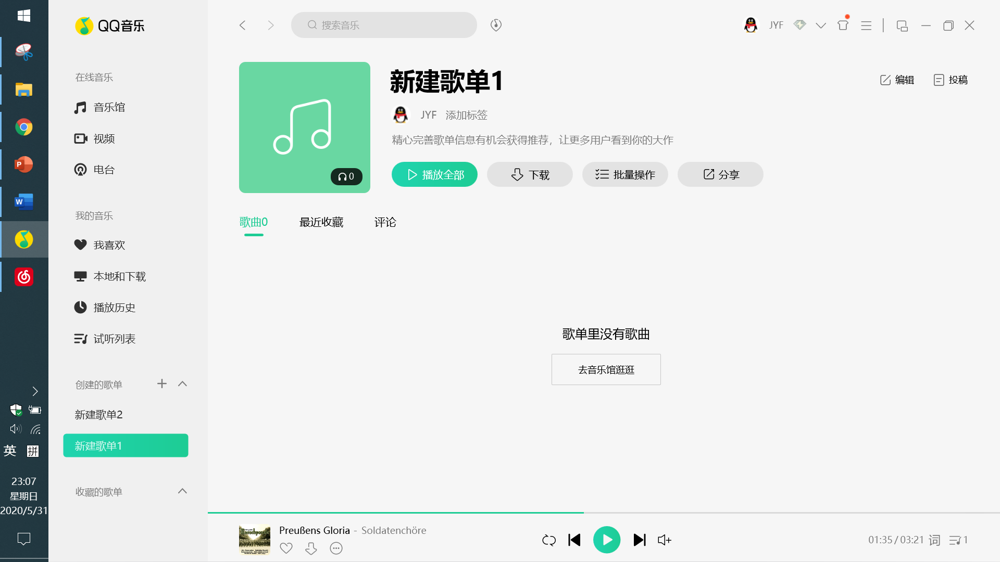 QQ音乐
搜索音乐
JYF
在线音乐
音乐馆
视频
电台
我的音乐
我喜欢
本地和下载
播放历史
试听列表
创建的歌单
新建歌单2
新建歌单1
收藏的歌单
新建歌单1
编辑
投稿
JYF 添加标签
精心完善歌单信息有机会获得推荐，让更多用户看到你的大作
0
播放全部
下载
批量操作
分享
歌曲0
最近收藏
评论
歌单里没有歌曲
去音乐馆逛逛
Preußens Gloria - Soldatenchöre
01:35 / 03:21
词
1
英
拼
23:07
星期日
2020/5/31